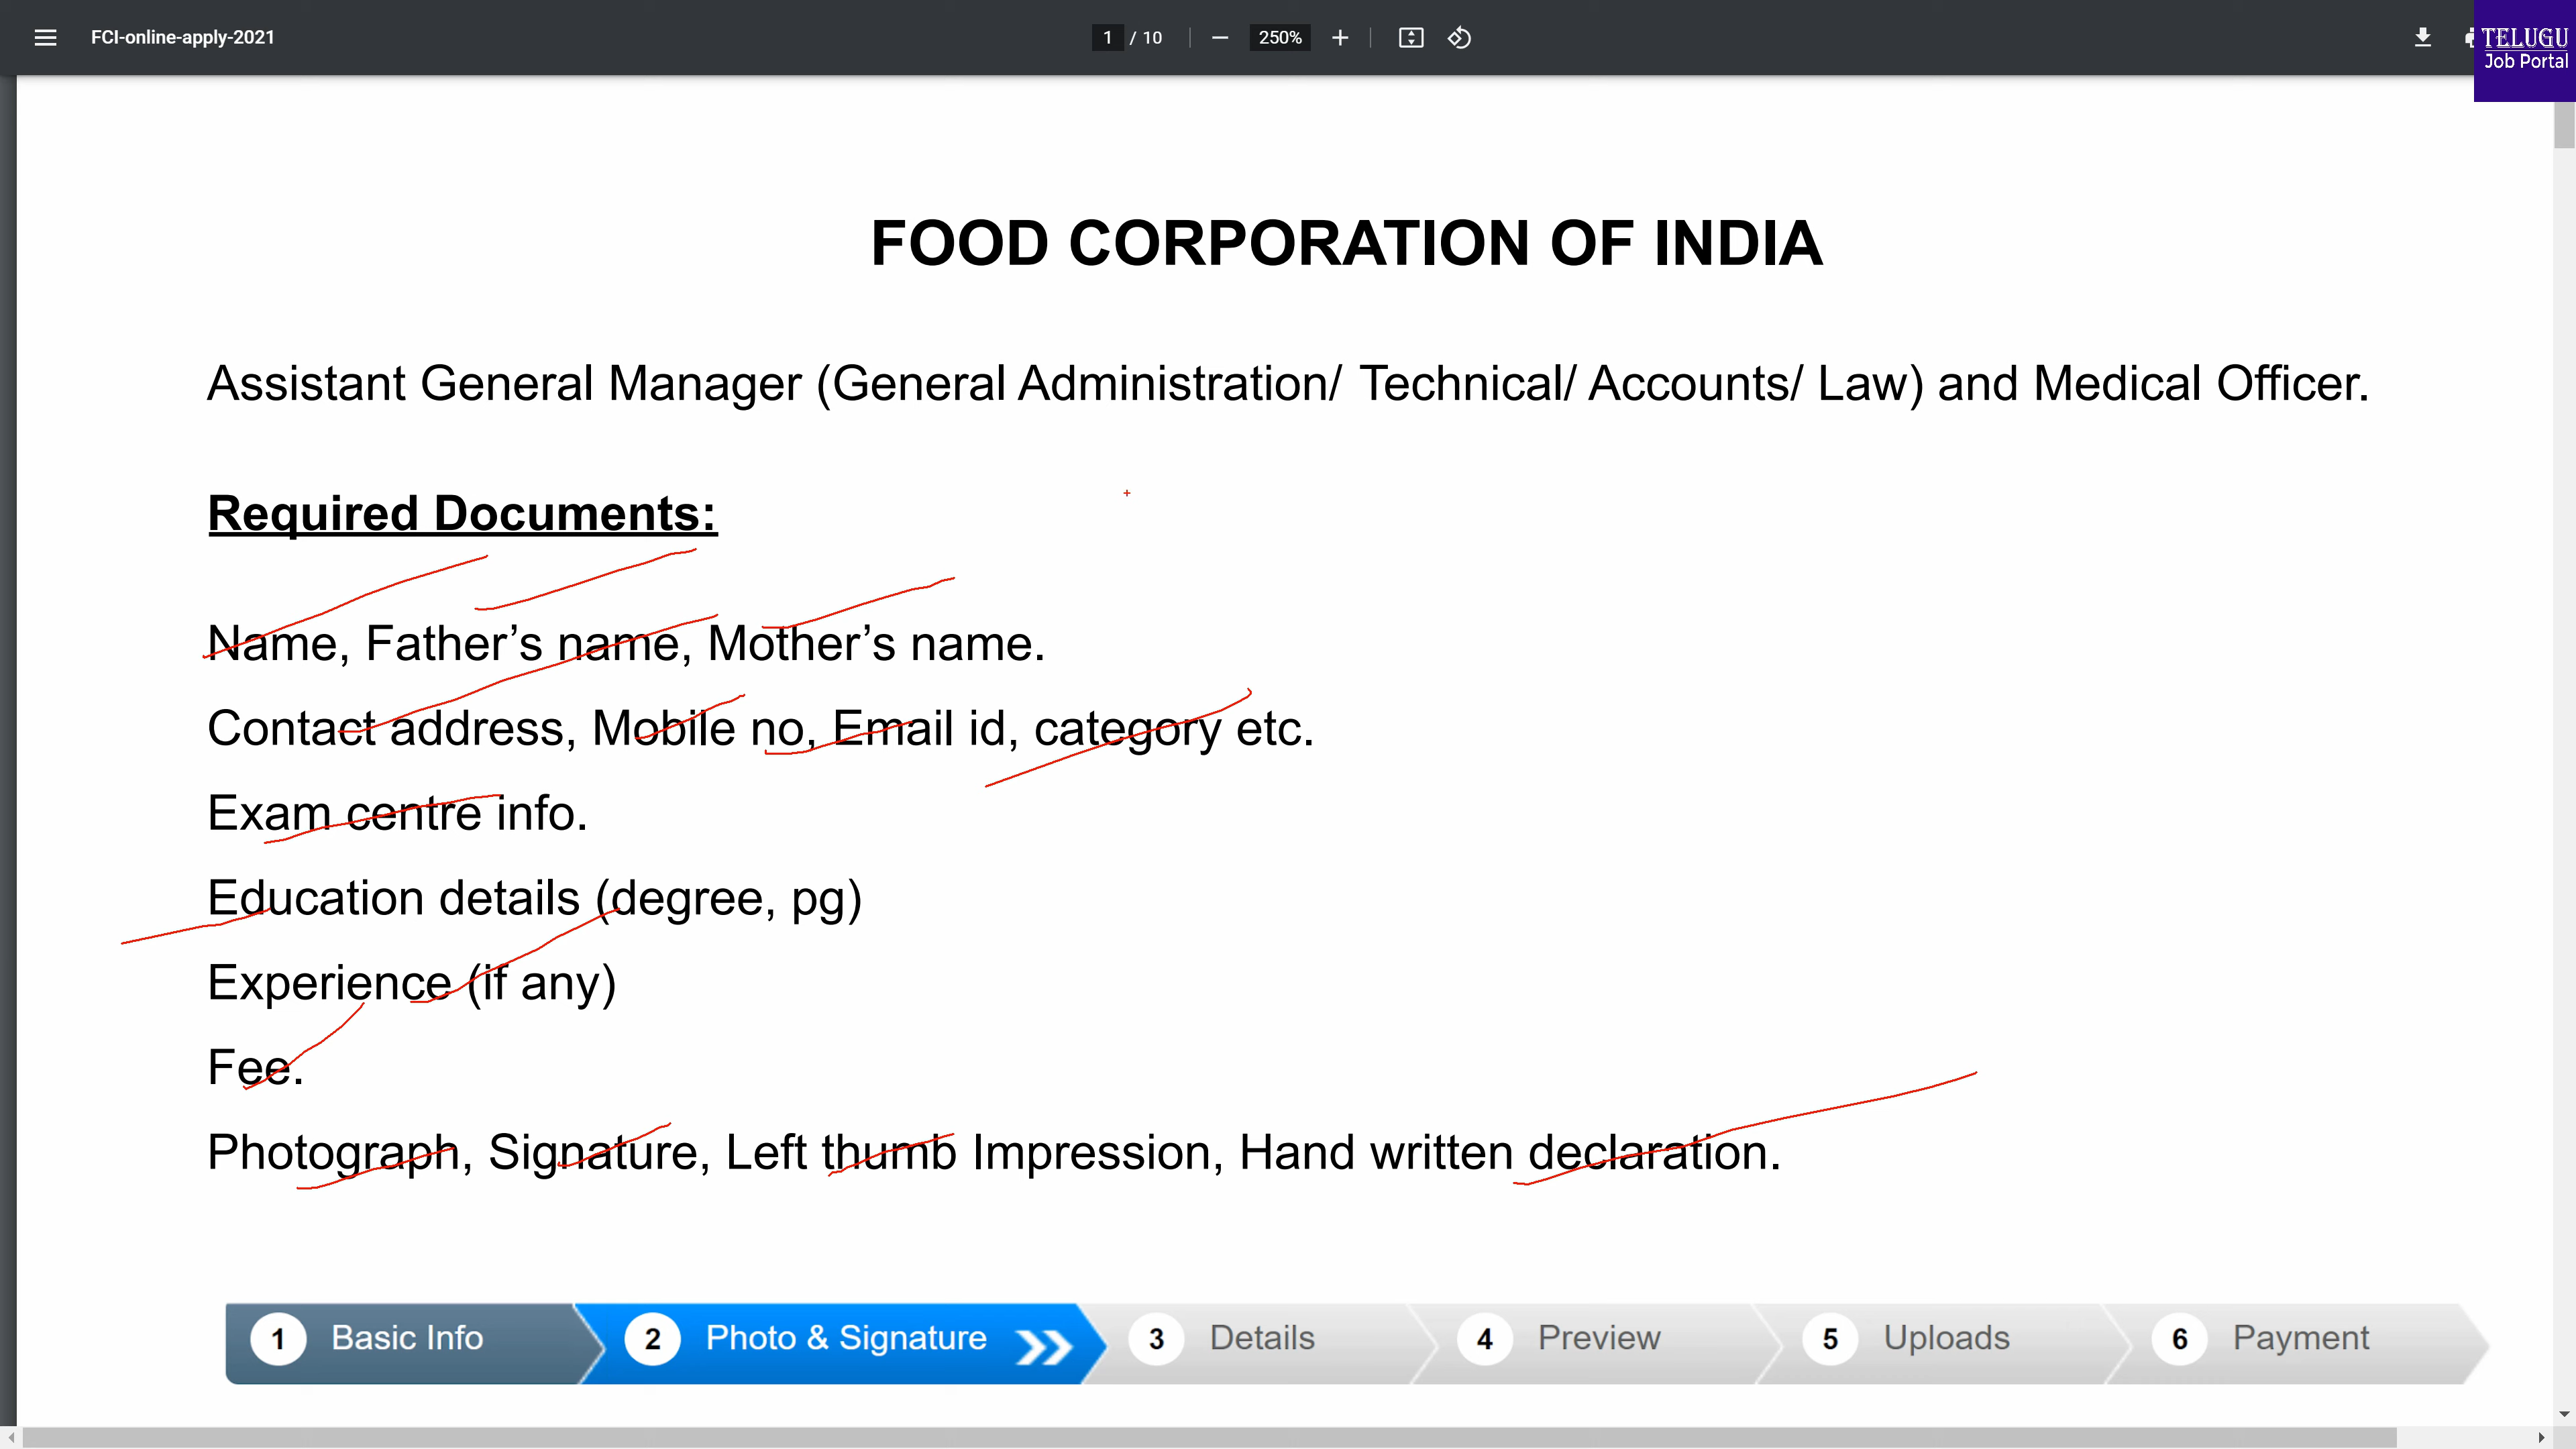 FCI-online-apply-2021
1 / 10
250%
TELUGU
Job Portal
FOOD CORPORATION OF INDIA
Assistant General Manager (General Administration/ Technical/ Accounts/ Law) and Medical Officer.
Required Documents:
Name, Father’s name, Mother’s name.
Contact address, Mobile no, Email id, category etc.
Exam centre info.
Education details (degree, pg)
Experience (if any)
Fee.
Photograph, Signature, Left thumb Impression, Hand written declaration.
1 Basic Info 2 Photo & Signature 3 Details 4 Preview 5 Uploads 6 Payment